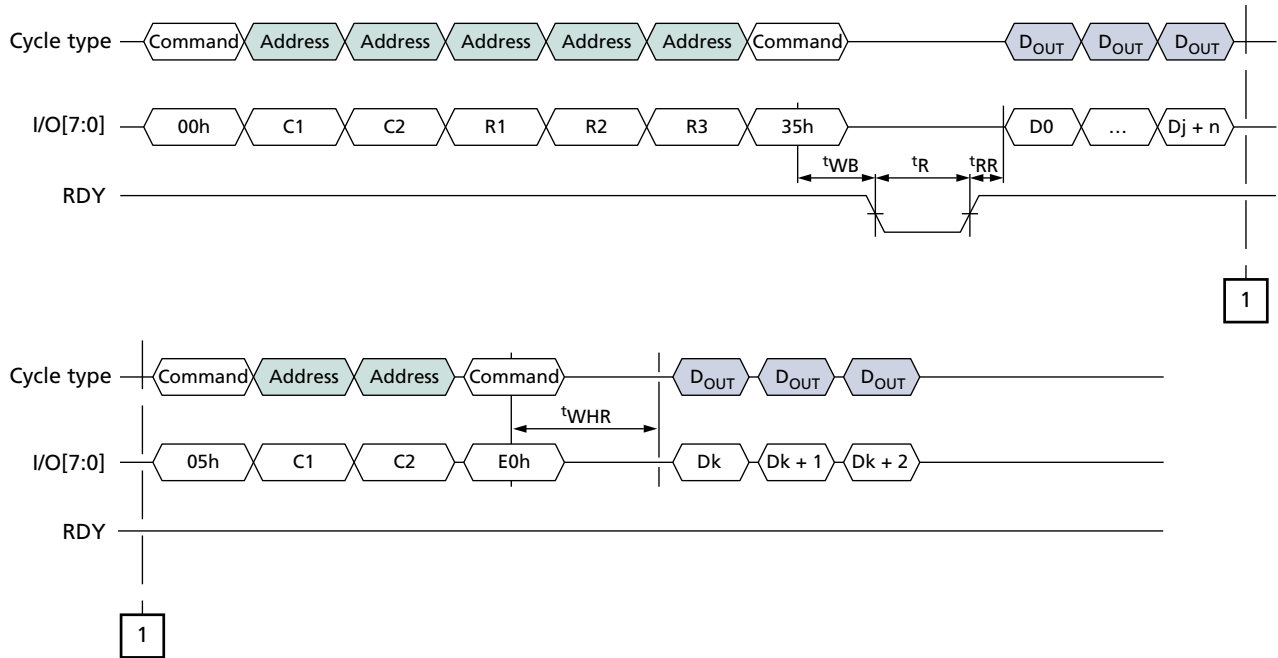 Cycle type Command Address Address Address Address Address Command DOUT DOUT DOUT
I/O[7:0] 00h C1 C2 R1 R2 R3 35h D0 ... Dj + n
tWB tR tRR
RDY
1
Cycle type Command Address Address Command DOUT DOUT DOUT
tWHR
I/O[7:0] 05h C1 C2 E0h Dk Dk + 1 Dk + 2
RDY
1